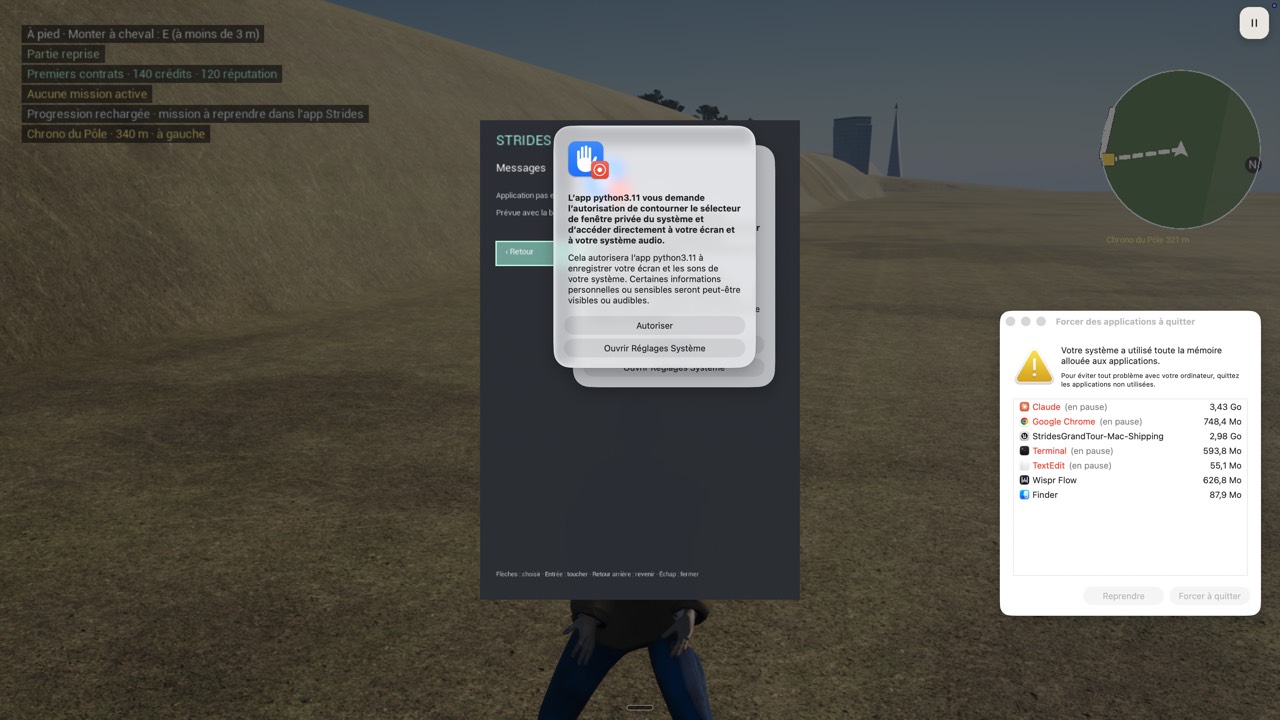 À pied · Monter à cheval : E (à moins de 3 m)
Partie reprise
Premiers contrats · 140 crédits · 120 réputation
Aucune mission active
Progression rechargée · mission à reprendre dans l'app Strides
Chrono du Pôle · 340 m · à gauche
N
Chrono du Pôle 321 m
STRIDES
Messages
Application pas e
Prévue avec la b
‹ Retour
L'app python3.11 vous demande
l'autorisation de contourner le sélecteur
de fenêtre privée du système et
d'accéder directement à votre écran et
à votre système audio.
Cela autorisera l'app python3.11 à
enregistrer votre écran et les sons de
votre système. Certaines informations
personnelles ou sensibles seront peut-être
visibles ou audibles.
Autoriser
Ouvrir Réglages Système
r
e
Ouvrir Réglages Système
Flèches : choisir · Entrée : toucher · Retour arrière : revenir · Échap : fermer
Forcer des applications à quitter
Votre système a utilisé toute la mémoire
allouée aux applications.
Pour éviter tout problème avec votre ordinateur, quittez
les applications non utilisées.
Claude (en pause) 3,43 Go
Google Chrome (en pause) 748,4 Mo
StridesGrandTour-Mac-Shipping 2,98 Go
Terminal (en pause) 593,8 Mo
TextEdit (en pause) 55,1 Mo
Wispr Flow 626,8 Mo
Finder 87,9 Mo
Reprendre
Forcer à quitter